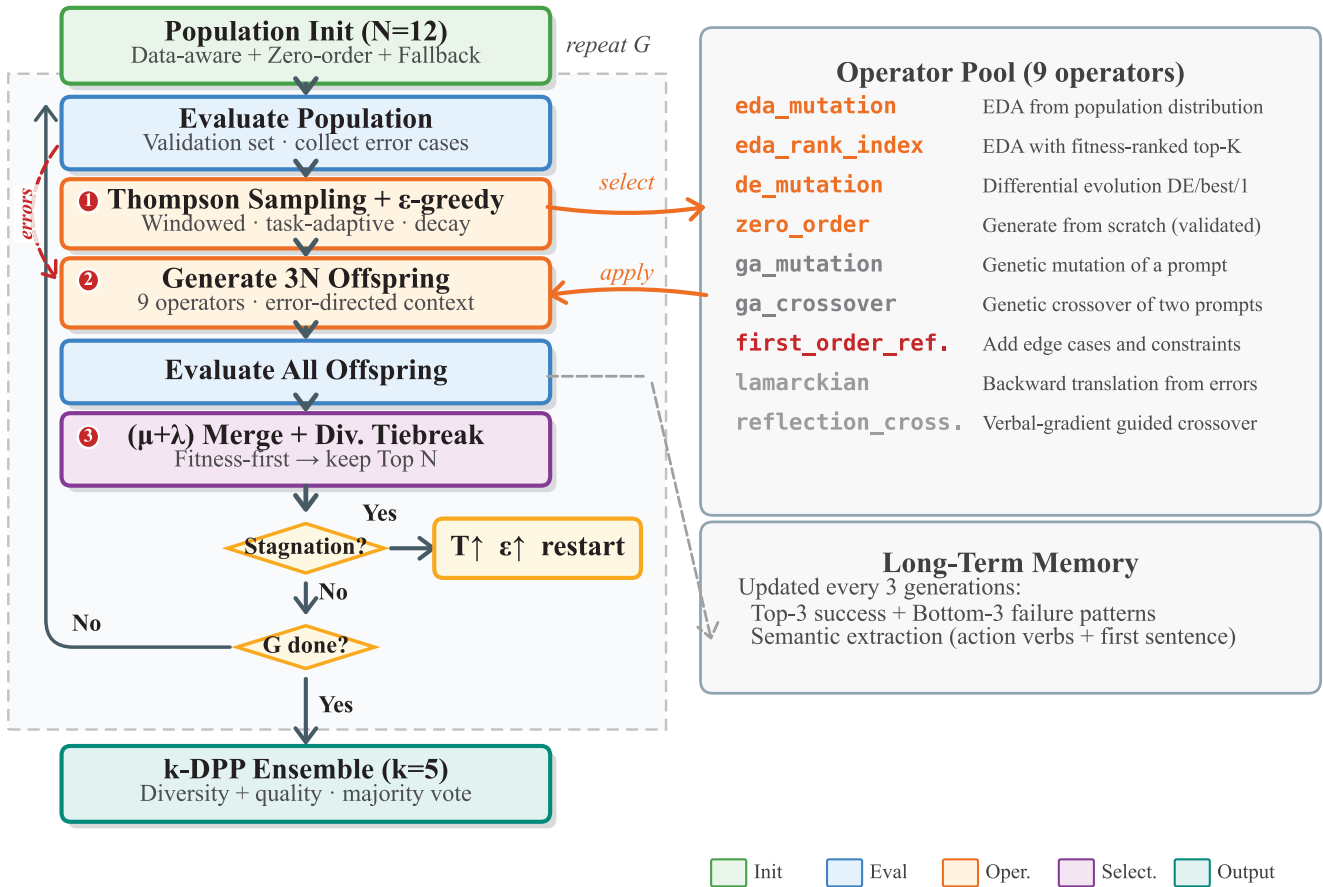 Population Init (N=12)
Data-aware + Zero-order + Fallback
repeat G
Evaluate Population
Validation set · collect error cases
errors
1 Thompson Sampling + ε-greedy
Windowed · task-adaptive · decay
select
2 Generate 3N Offspring
9 operators · error-directed context
apply
Evaluate All Offspring
3 (μ+λ) Merge + Div. Tiebreak
Fitness-first → keep Top N
Stagnation?
Yes
T↑ ε↑ restart
No
G done?
No
Yes
k-DPP Ensemble (k=5)
Diversity + quality · majority vote
Operator Pool (9 operators)
eda_mutation EDA from population distribution
eda_rank_index EDA with fitness-ranked top-K
de_mutation Differential evolution DE/best/1
zero_order Generate from scratch (validated)
ga_mutation Genetic mutation of a prompt
ga_crossover Genetic crossover of two prompts
first_order_ref. Add edge cases and constraints
lamarckian Backward translation from errors
reflection_cross. Verbal-gradient guided crossover
Long-Term Memory
Updated every 3 generations:
Top-3 success + Bottom-3 failure patterns
Semantic extraction (action verbs + first sentence)
Init Eval Oper. Select. Output